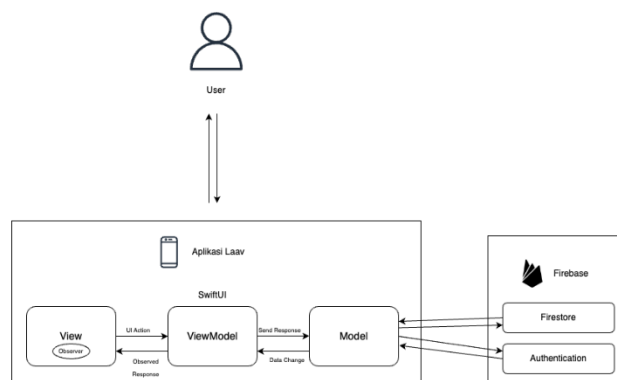 User
Aplikasi Laav
SwiftUI
View
Observer
UI Action
Observed
Response
ViewModel
Send Response
Data Change
Model
Firebase
Firestore
Authentication